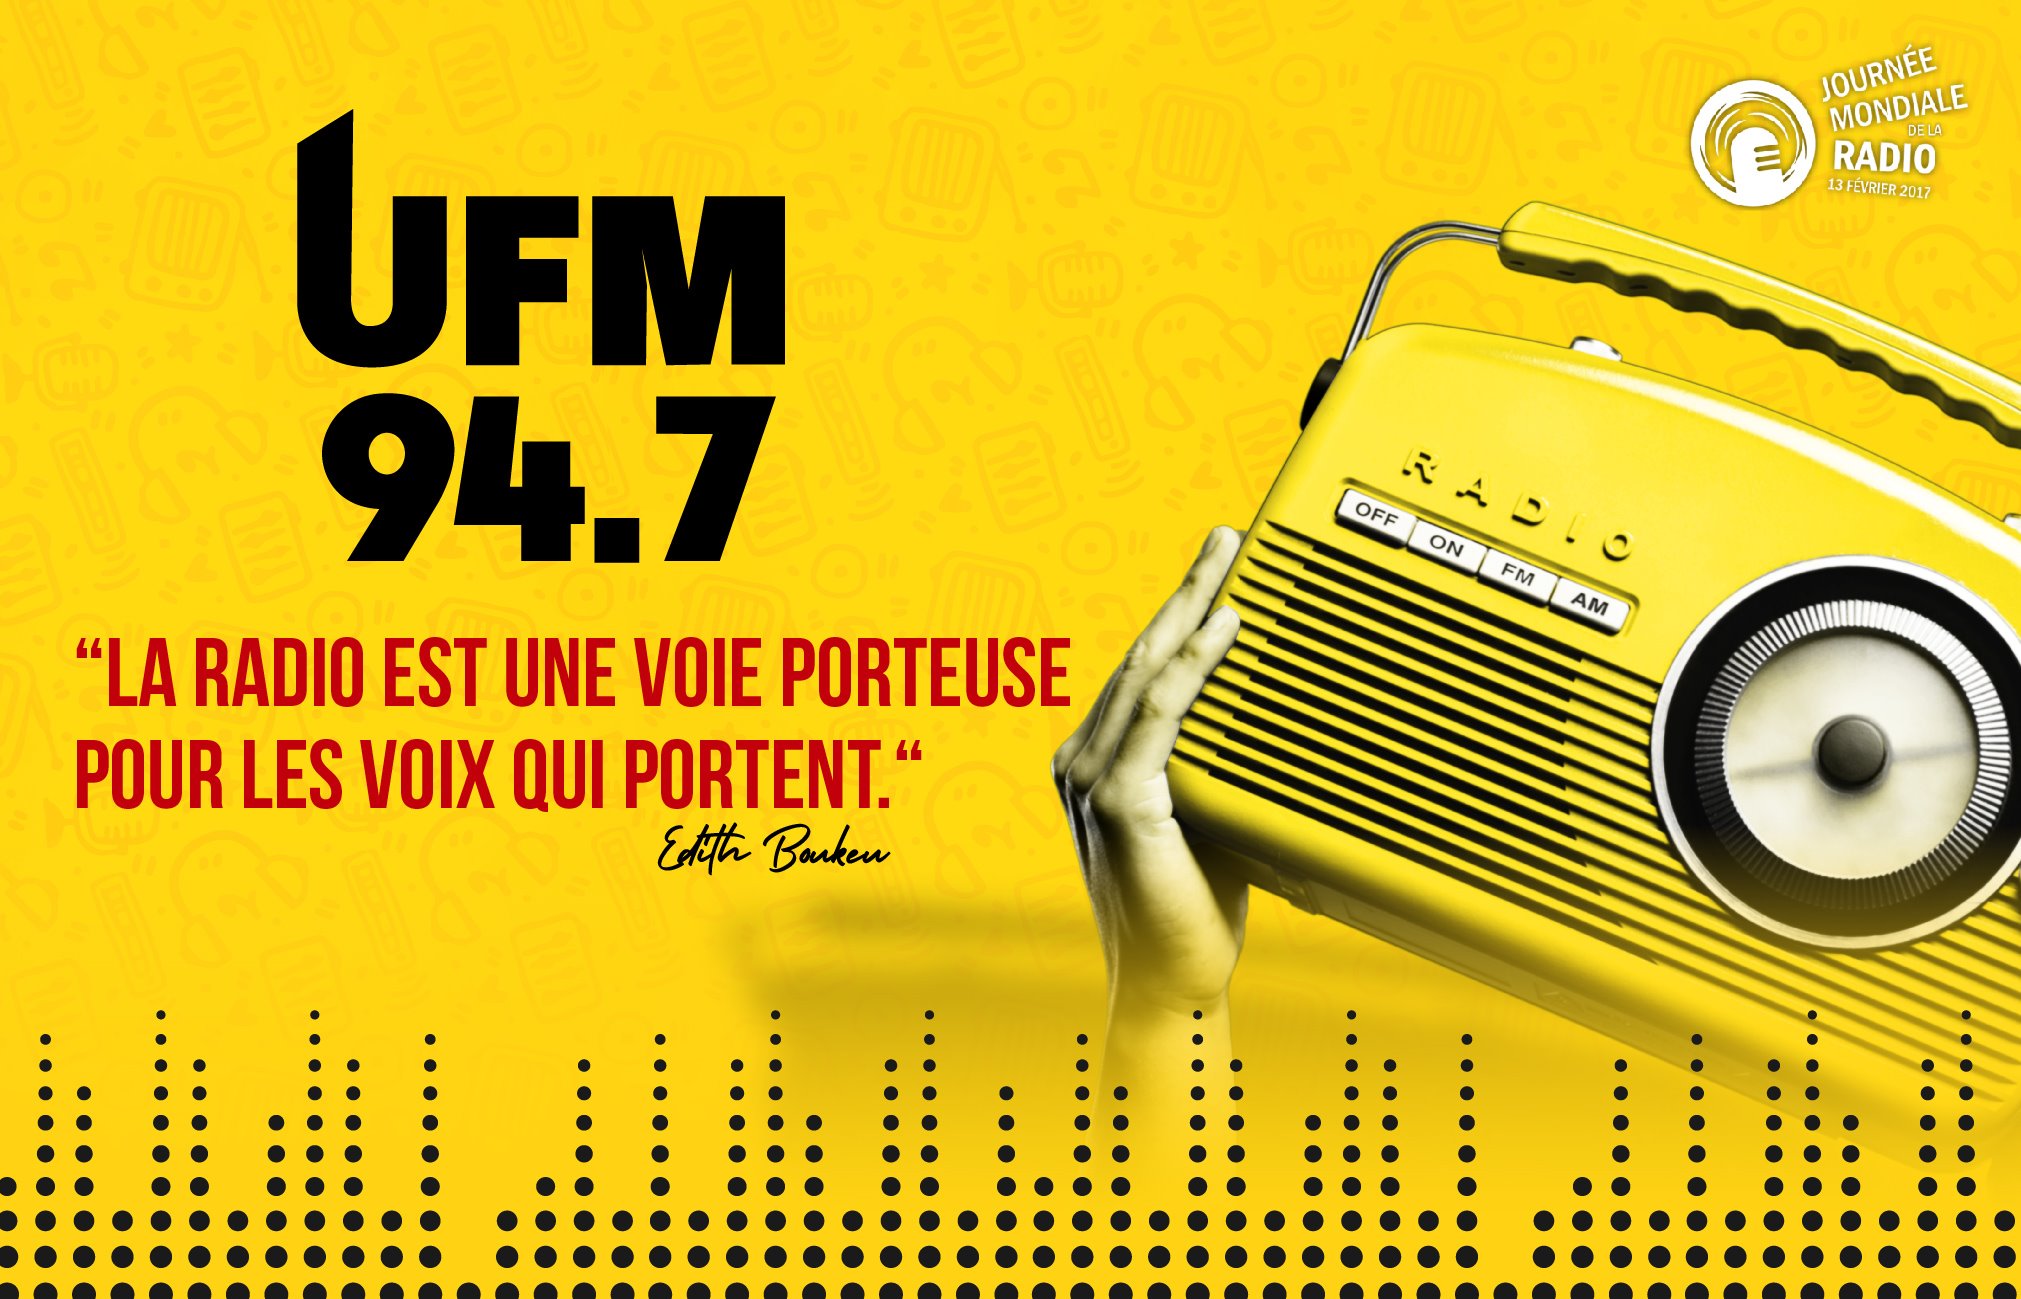 JOURNÉE
MONDIALE
DE LA
RADIO
13 FÉVRIER 2017
UFM
94.7
“LA RADIO EST UNE VOIE PORTEUSE
POUR LES VOIX QUI PORTENT.“
Edith Boukeu
RADIO
OFF ON FM AM